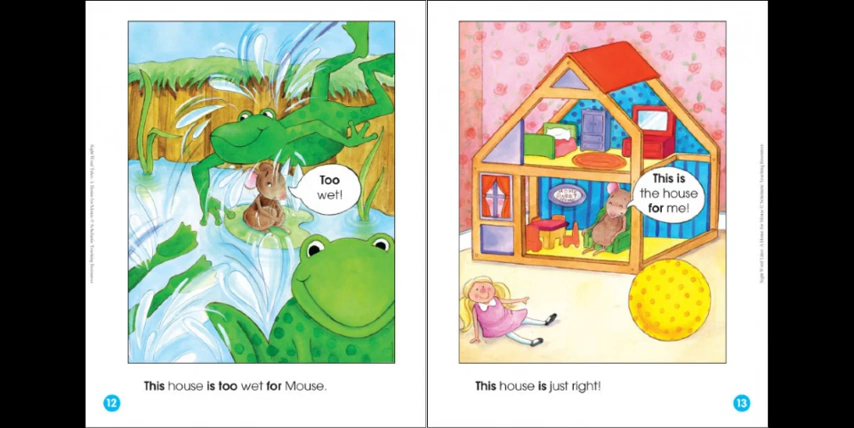 Too
wet!
This house is too wet for Mouse.
12
This is
the house
for me!
This house is just right!
13